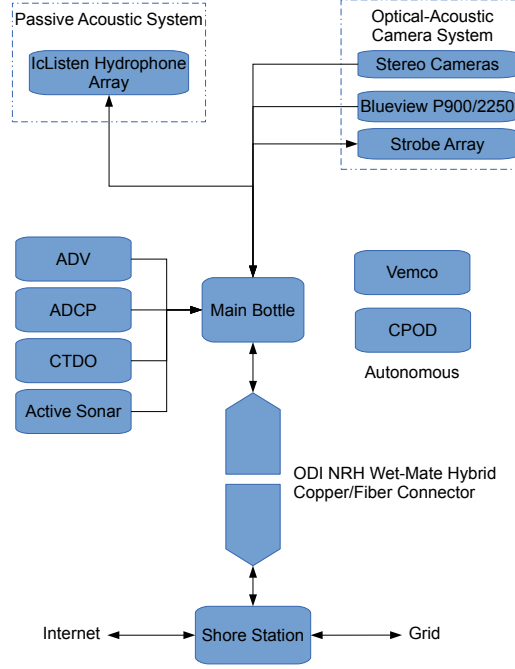 Passive Acoustic System
IcListen Hydrophone
Array
Optical-Acoustic
Camera System
Stereo Cameras
Blueview P900/2250
Strobe Array
ADV
ADCP
CTDO
Active Sonar
Main Bottle
Vemco
CPOD
Autonomous
ODI NRH Wet-Mate Hybrid
Copper/Fiber Connector
Internet
Shore Station
Grid